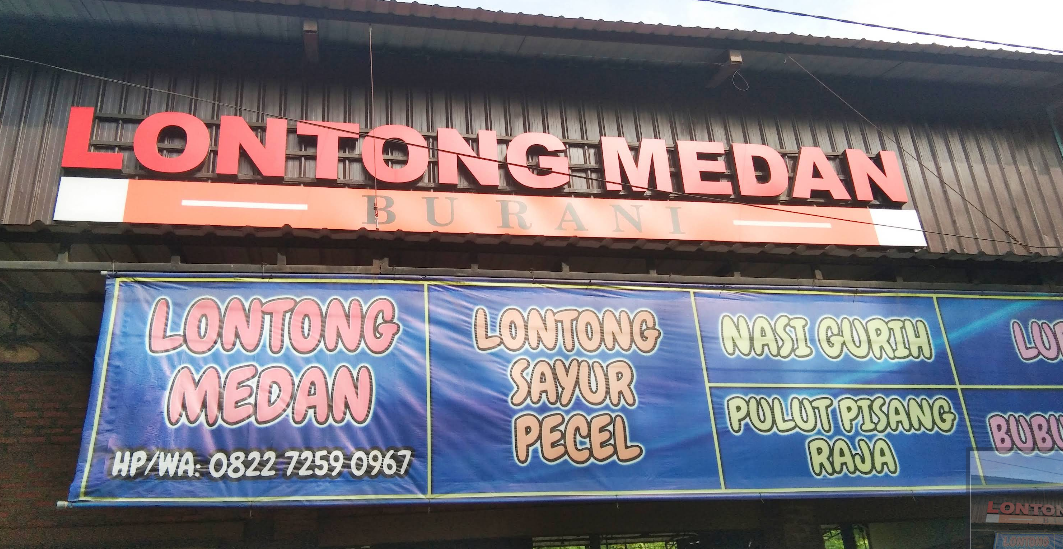 LONTONG MEDAN
BURANI
LONTONG
MEDAN
HP/WA: 0822 7259 0967
LONTONG
SAYUR
PECEL
NASI GURIH
PULUT PISANG
RAJA